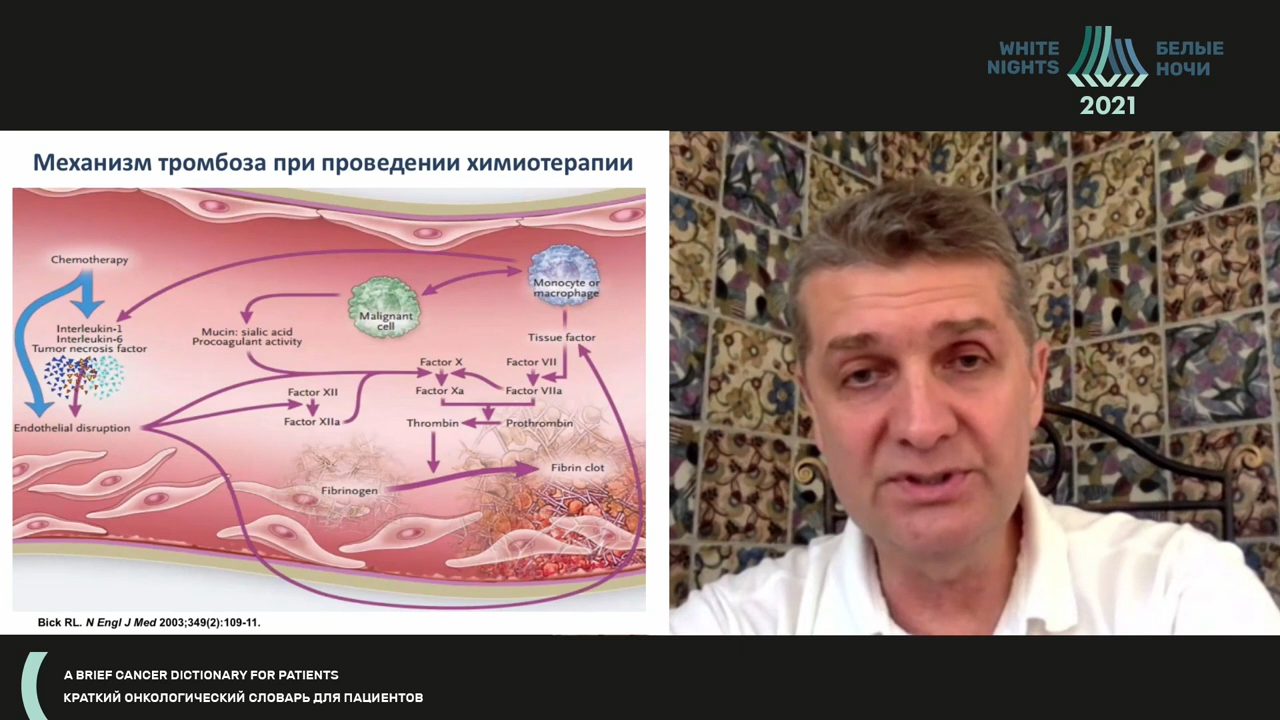 WHITE
NIGHTS
БЕЛЫЕ
НОЧИ
2021
Механизм тромбоза при проведении химиотерапии
Chemotherapy
Interleukin-1
Interleukin-6
Tumor necrosis factor
Endothelial disruption
Mucin: sialic acid
Procoagulant activity
Malignant
cell
Monocyte or
macrophage
Tissue factor
Factor X
Factor VII
Factor Xa
Factor VIIa
Factor XII
Factor XIIa
Thrombin
Prothrombin
Fibrinogen
Fibrin clot
Bick RL. N Engl J Med 2003;349(2):109-11.
A BRIEF CANCER DICTIONARY FOR PATIENTS
КРАТКИЙ ОНКОЛОГИЧЕСКИЙ СЛОВАРЬ ДЛЯ ПАЦИЕНТОВ